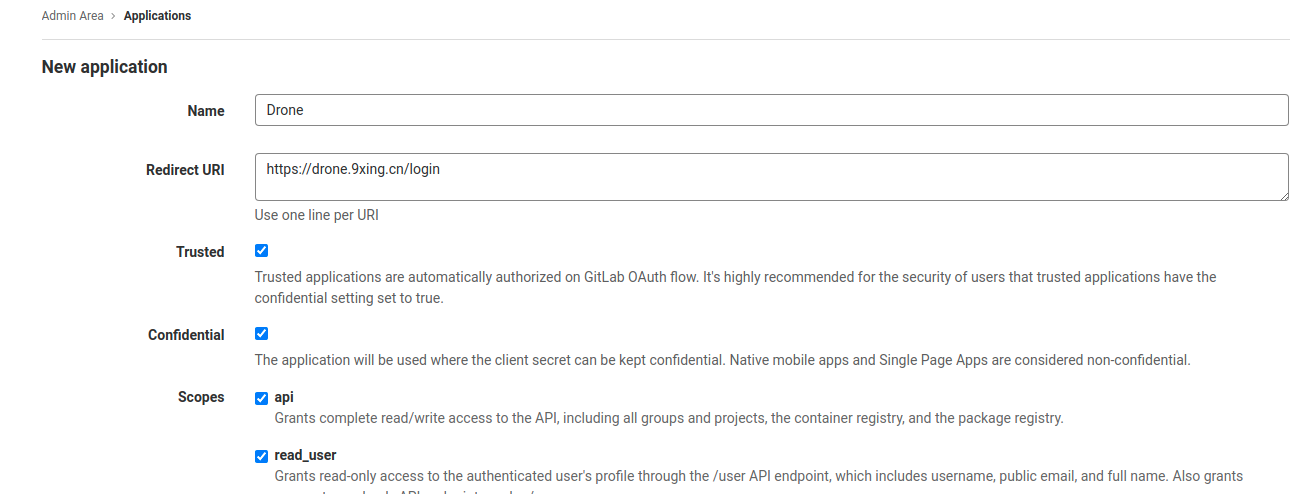 Admin Area > Applications
New application
Name Drone
Redirect URI https://drone.9xing.cn/login
Use one line per URI
Trusted
Trusted applications are automatically authorized on GitLab OAuth flow. It's highly recommended for the security of users that trusted applications have the
confidential setting set to true.
Confidential
The application will be used where the client secret can be kept confidential. Native mobile apps and Single Page Apps are considered non-confidential.
Scopes api
Grants complete read/write access to the API, including all groups and projects, the container registry, and the package registry.
read_user
Grants read-only access to the authenticated user's profile through the /user API endpoint, which includes username, public email, and full name. Also grants